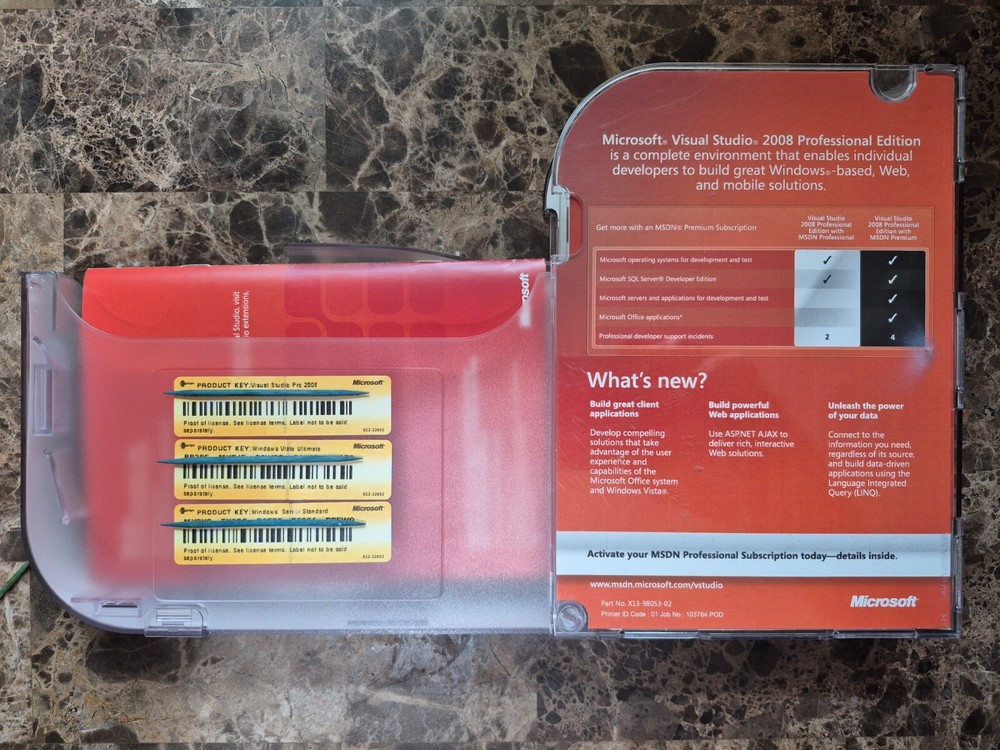 Studio, visit
io extensions.
osoft
PRODUCT KEY: Visual Studio Pro 2008 Microsoft
Proof of license. See license terms. Label not to be sold
separately. X12-32652
PRODUCT KEY: Windows Vista Ultimate Microsoft
Proof of license. See license terms. Label not to be sold
separately. X12-32652
PRODUCT KEY: Windows Server Standard Microsoft
Proof of license. See license terms. Label not to be sold
separately. X12-32652
Microsoft® Visual Studio® 2008 Professional Edition
is a complete environment that enables individual
developers to build great Windows®-based, Web,
and mobile solutions.
Get more with an MSDN® Premium Subscription
Visual Studio
2008 Professional
Edition with
MSDN Professional
Visual Studio
2008 Professional
Edition with
MSDN Premium
Microsoft operating systems for development and test ✓ ✓
Microsoft SQL Server® Developer Edition ✓ ✓
Microsoft servers and applications for development and test ✓
Microsoft Office applications* ✓
Professional developer support incidents 2 4
What's new?
Build great client
applications
Develop compelling
solutions that take
advantage of the user
experience and
capabilities of the
Microsoft Office system
and Windows Vista®.
Build powerful
Web applications
Use ASP.NET AJAX to
deliver rich, interactive
Web solutions.
Unleash the power
of your data
Connect to the
information you need,
regardless of its source,
and build data-driven
applications using the
Language Integrated
Query (LINQ).
Activate your MSDN Professional Subscription today—details inside.
www.msdn.microsoft.com/vstudio
Part No. X13-98053-02
Printer ID Code : 01 Job No : 103784 POD
Microsoft®